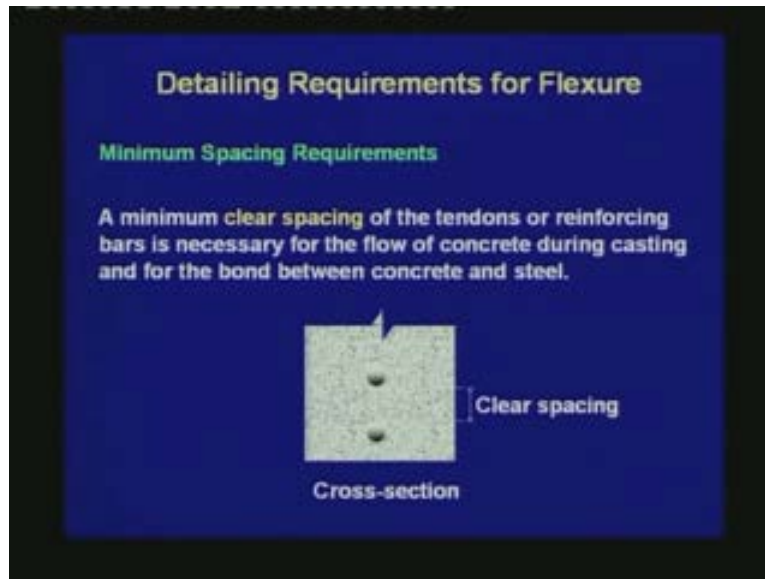 Detailing Requirements for Flexure
Minimum Spacing Requirements
A minimum clear spacing of the tendons or reinforcing
bars is necessary for the flow of concrete during casting
and for the bond between concrete and steel.
Clear spacing
Cross-section